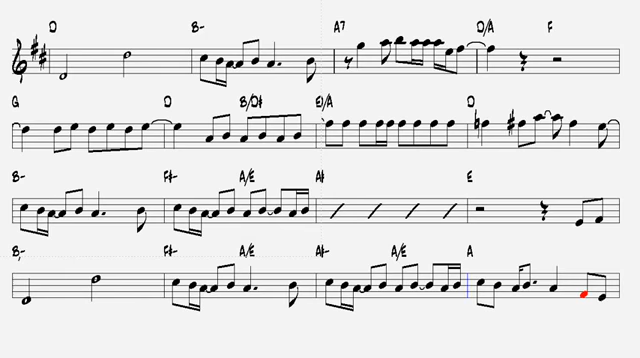 D B- A7 D/A F
G D B/D# E/A D
B- F#- A/E A# E
B- F#- A/E A#- A/E A